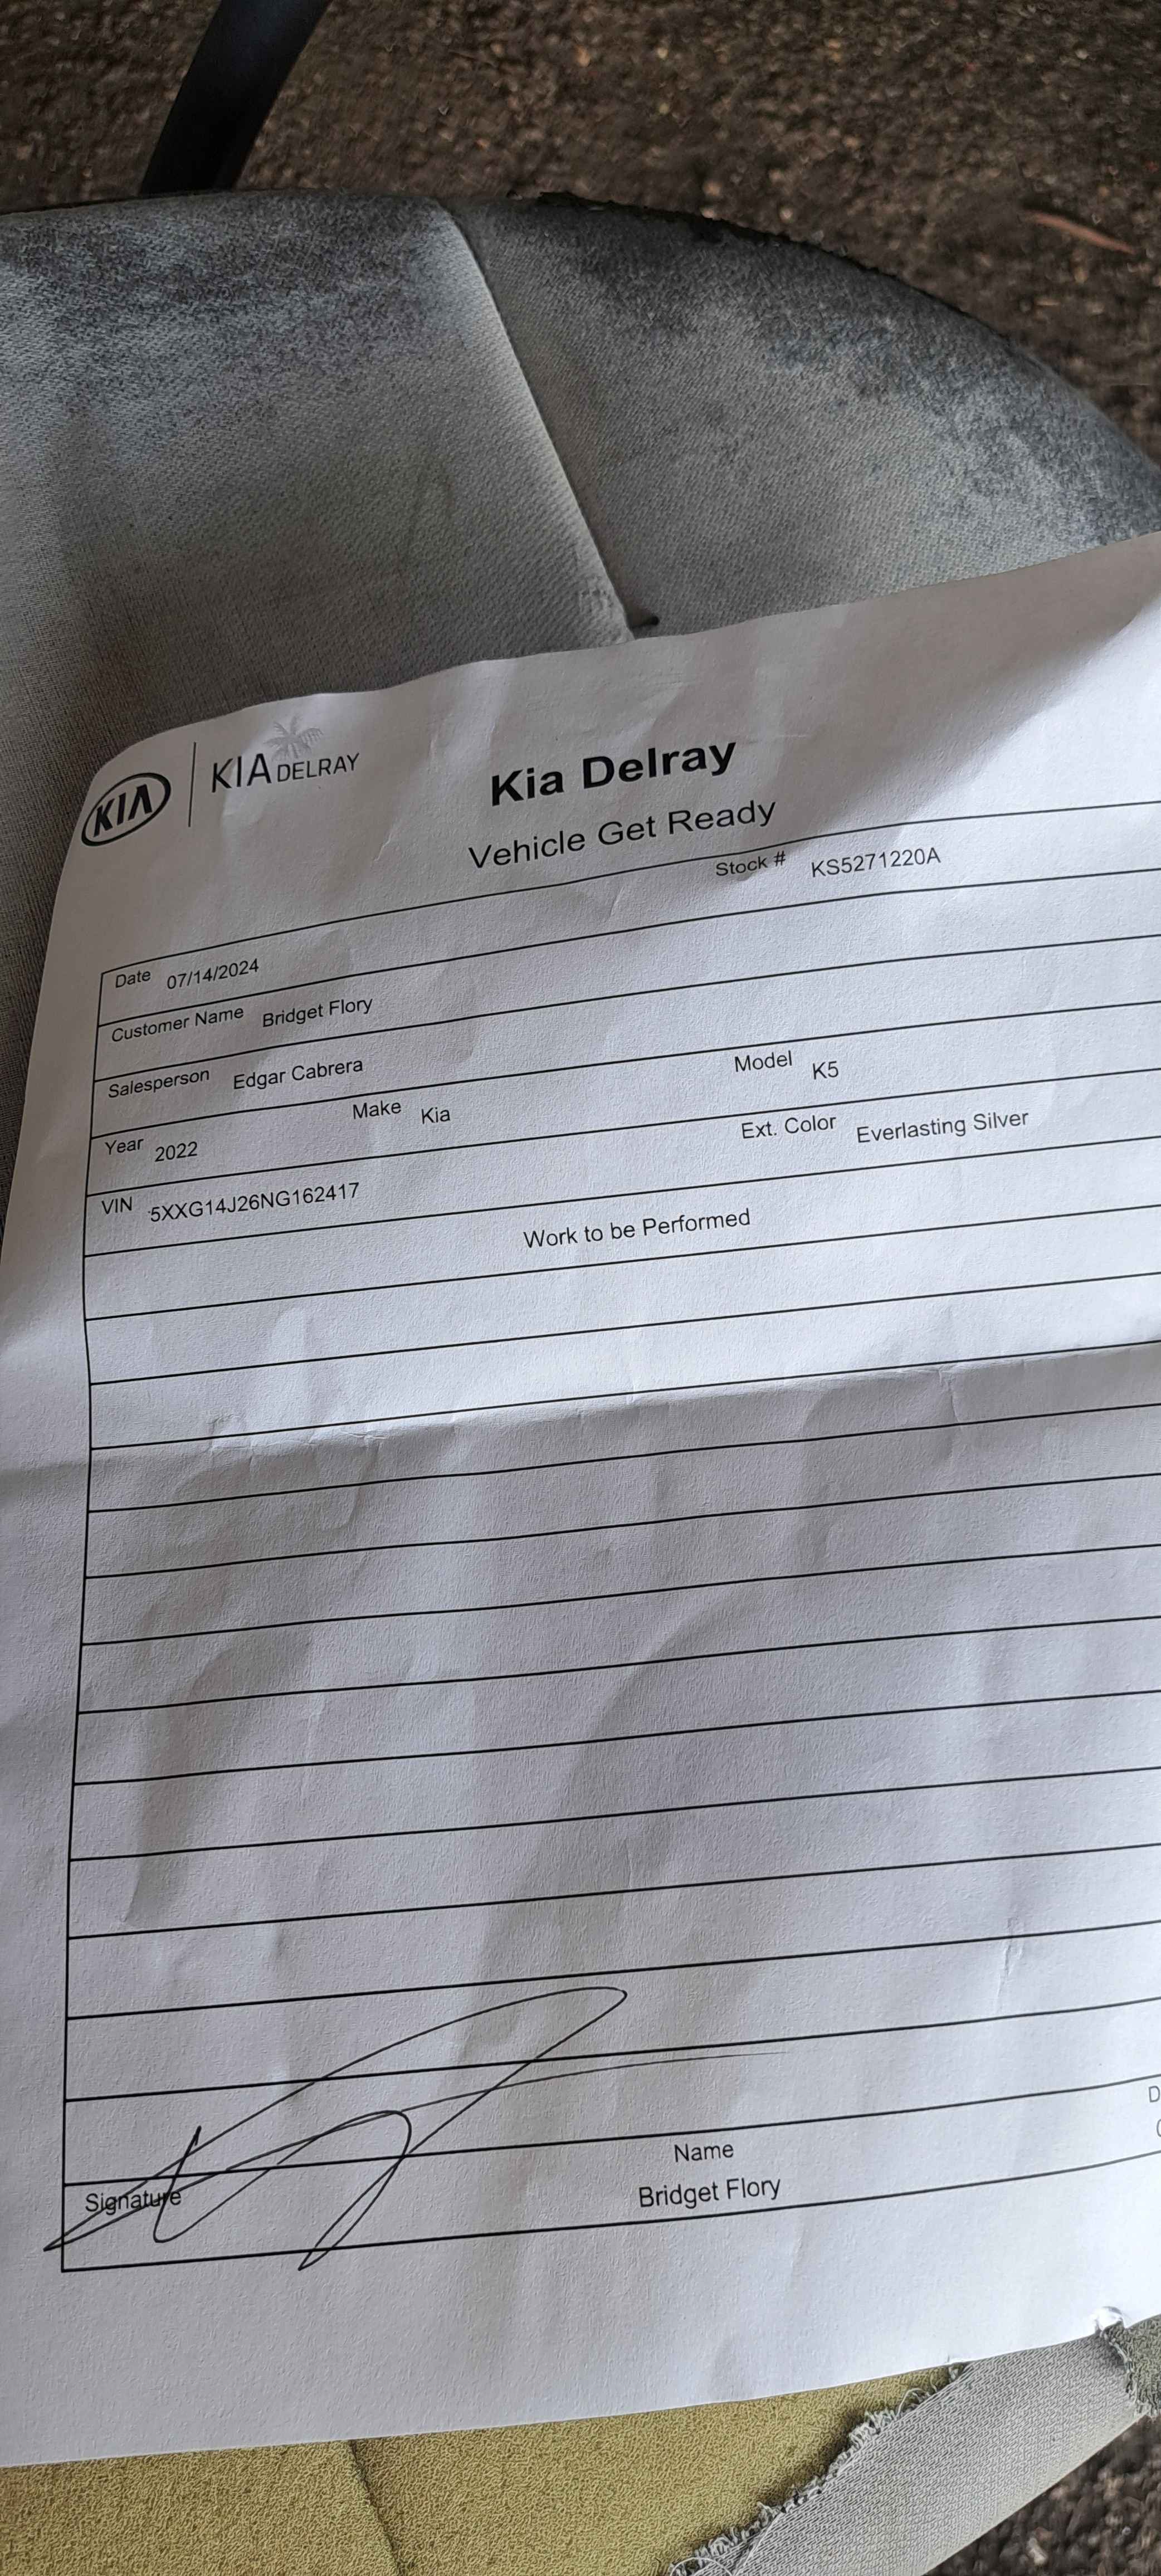 KIA KIA DELRAY
Kia Delray
Vehicle Get Ready
Date 07/14/2024 Stock # KS5271220A
Customer Name Bridget Flory
Salesperson Edgar Cabrera
Year 2022 Make Kia Model K5
VIN 5XXG14J26NG162417 Ext. Color Everlasting Silver
Work to be Performed
Signature Name D
Bridget Flory